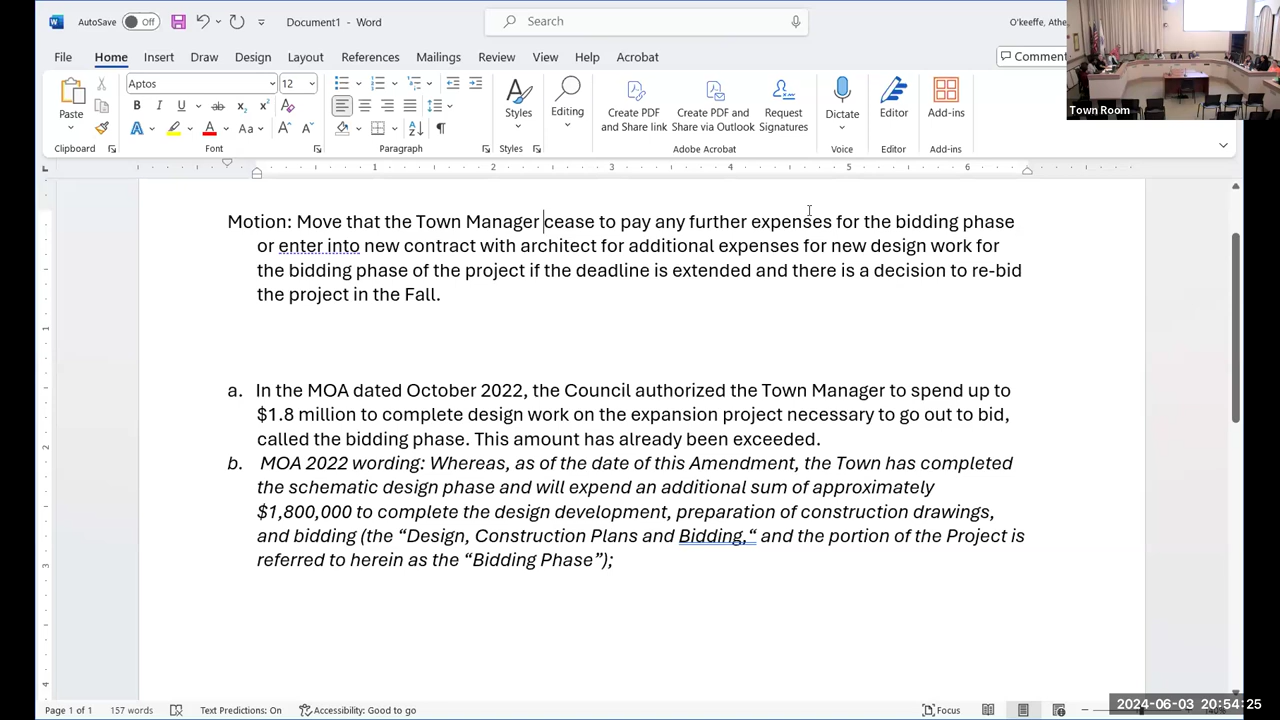 AutoSave Off Document1 - Word Search O'keeffe, Athe
File Home Insert Draw Design Layout References Mailings Review View Help Acrobat Comment
Town Room
Paste Aptos 12 Styles Editing Create PDF and Share link Create PDF and Share via Outlook Request Signatures Dictate Editor Add-ins
Clipboard Font Paragraph Styles Adobe Acrobat Voice Editor Add-ins
1 2 3 4 5 6
Motion: Move that the Town Manager cease to pay any further expenses for the bidding phase
or enter into new contract with architect for additional expenses for new design work for
the bidding phase of the project if the deadline is extended and there is a decision to re-bid
the project in the Fall.
a. In the MOA dated October 2022, the Council authorized the Town Manager to spend up to
$1.8 million to complete design work on the expansion project necessary to go out to bid,
called the bidding phase. This amount has already been exceeded.
b. MOA 2022 wording: Whereas, as of the date of this Amendment, the Town has completed
the schematic design phase and will expend an additional sum of approximately
$1,800,000 to complete the design development, preparation of construction drawings,
and bidding (the “Design, Construction Plans and Bidding,“ and the portion of the Project is
referred to herein as the “Bidding Phase”);
Page 1 of 1 157 words Text Predictions: On Accessibility: Good to go Focus
2024-06-03 20:54:25